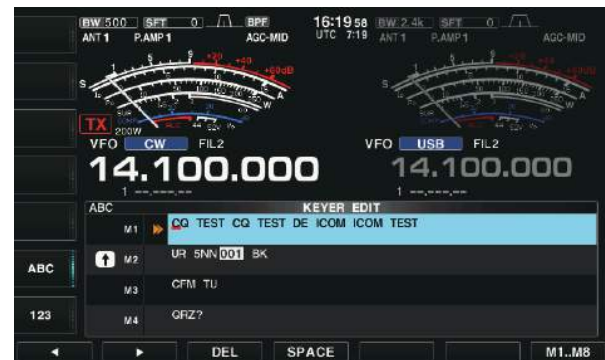 BW 500 SFT 0 BPF 16:19 58 BW 2.4k SFT 0
ANT 1 P.AMP 1 AGC-MID UTC 7:19 ANT 1 P.AMP 1 AGC-MID
TX 200W
VFO CW FIL2 VFO USB FIL2
14.100.000 14.100.000
1 --.---.-- 1 --.---.--
ABC KEYER EDIT
M1 CQ TEST CQ TEST DE ICOM ICOM TEST
M2 UR 5NN 001 BK
ABC
M3 CFM TU
123
M4 QRZ?
DEL SPACE M1..M8